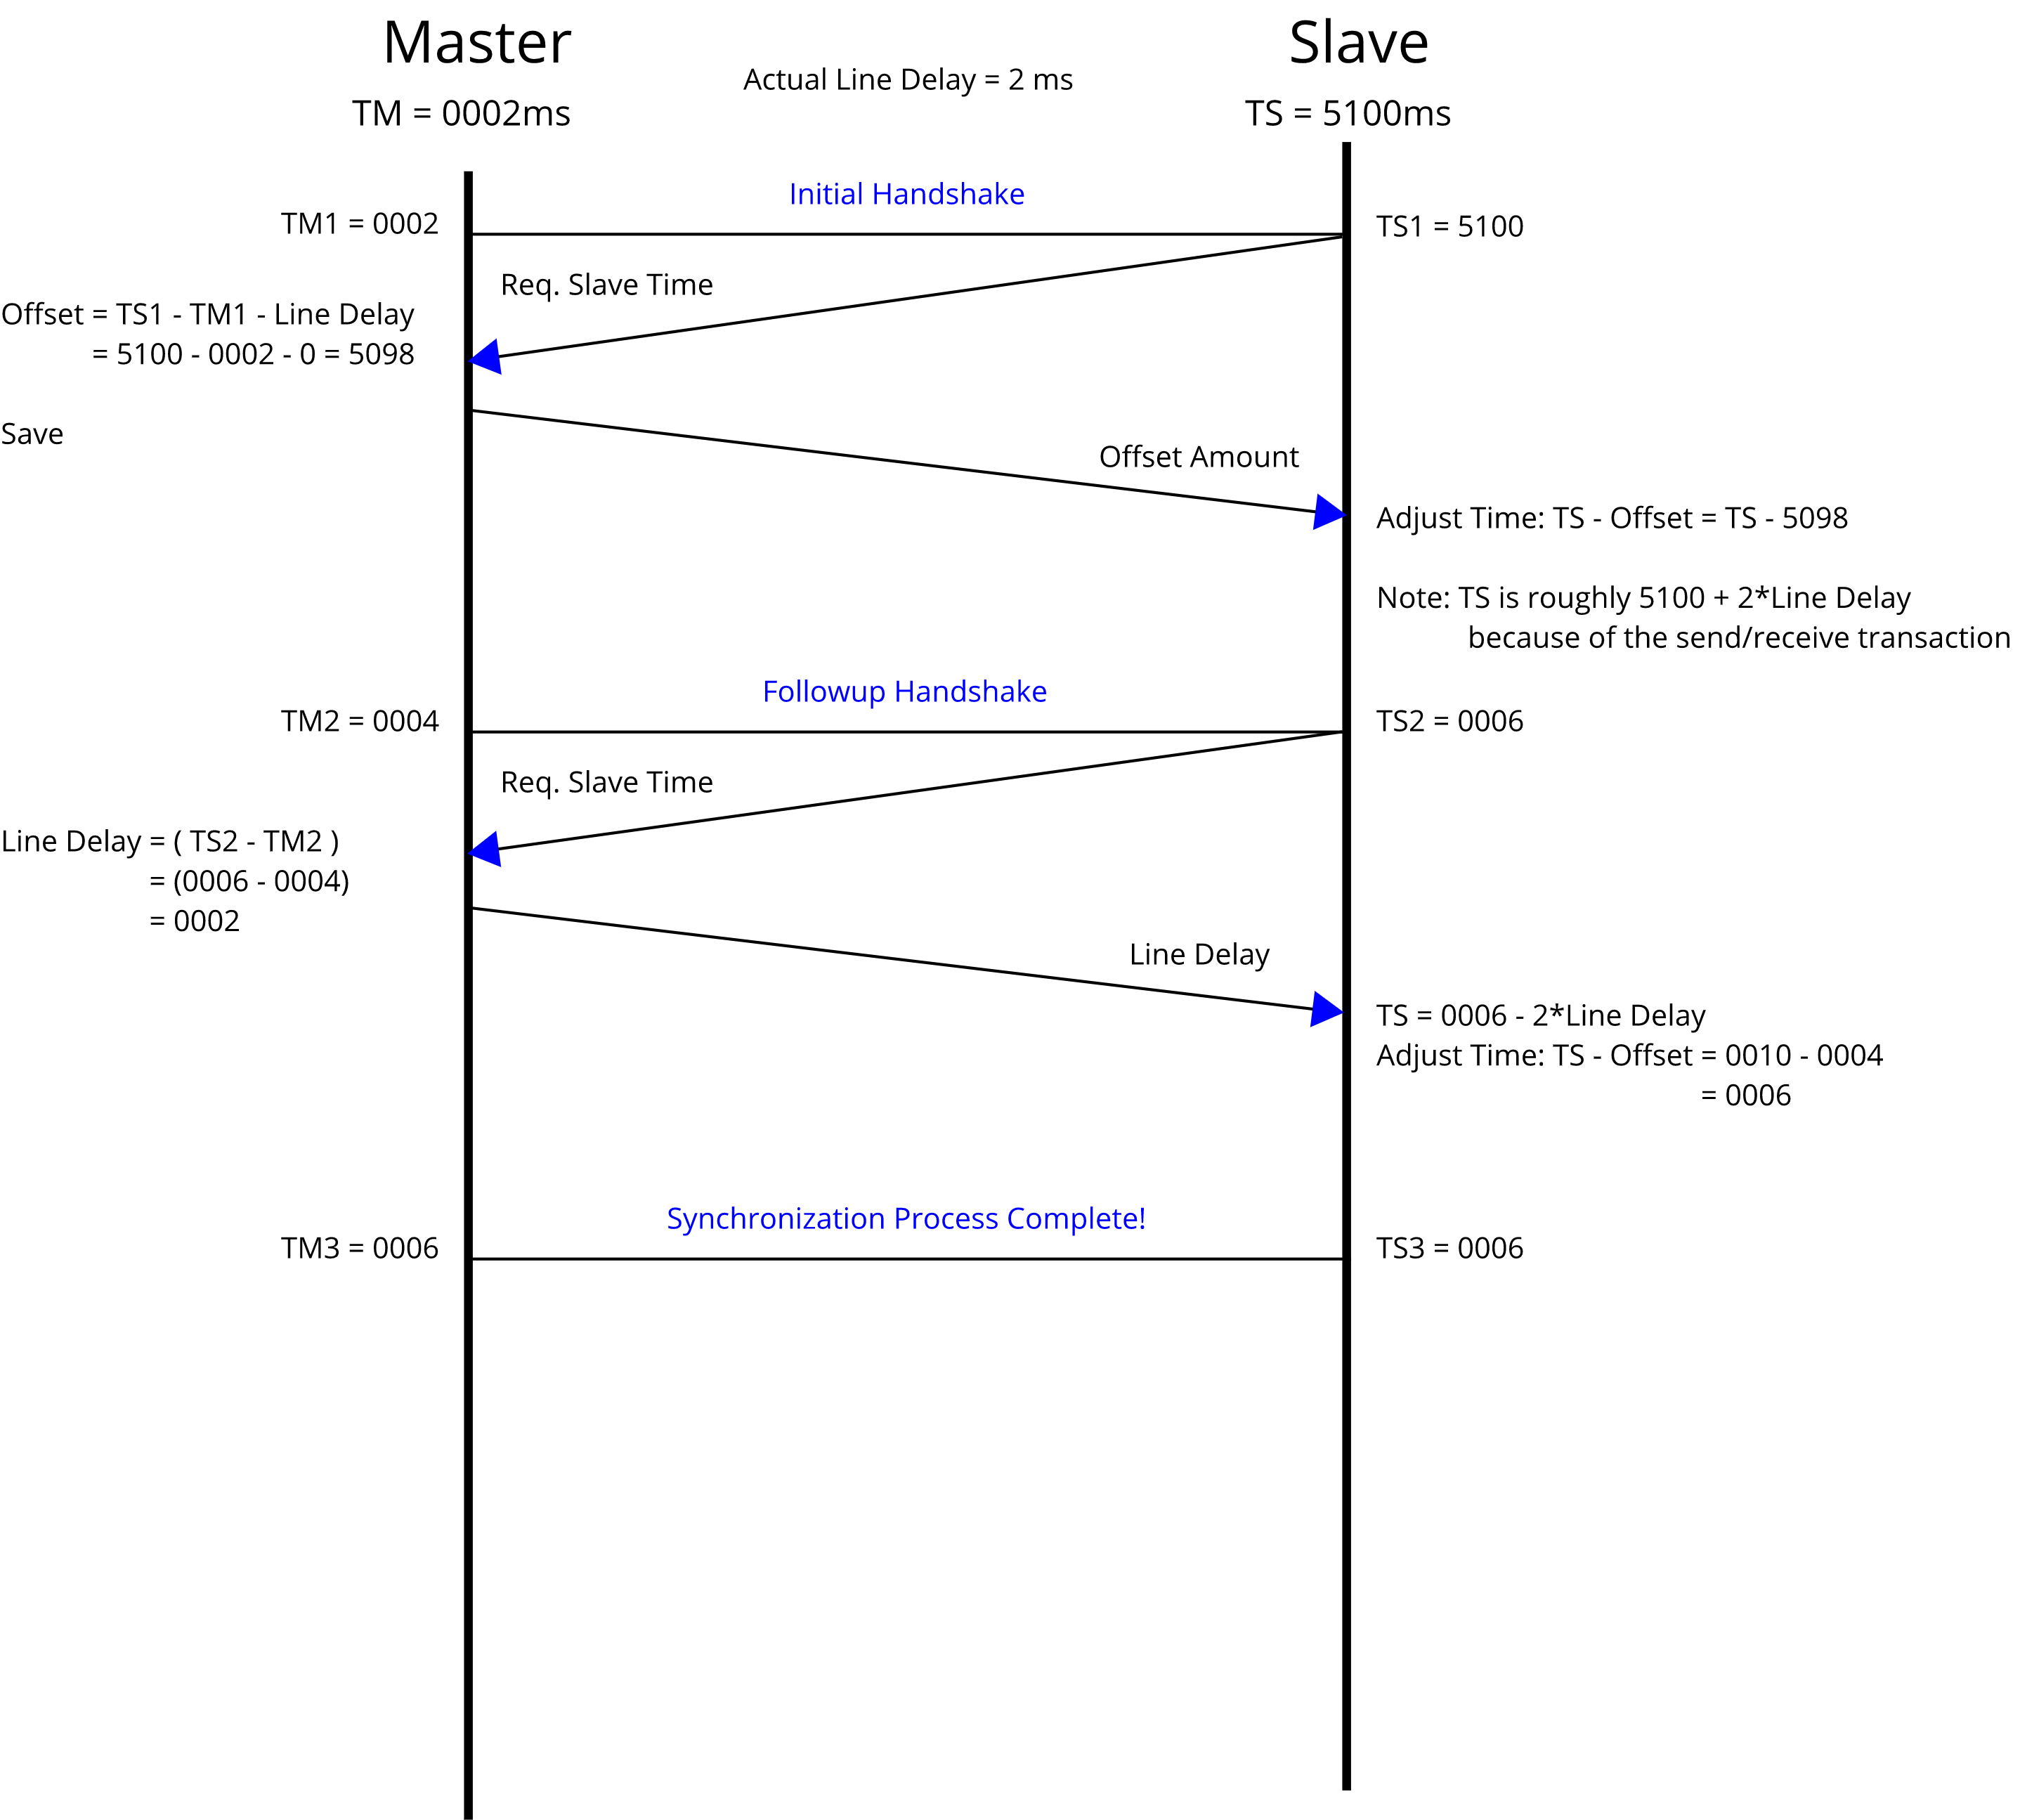 Master
Slave
Actual Line Delay = 2 ms
TM = 0002ms
TS = 5100ms
Initial Handshake
TM1 = 0002
TS1 = 5100
Req. Slave Time
Offset = TS1 - TM1 - Line Delay
= 5100 - 0002 - 0 = 5098
Save
Offset Amount
Adjust Time: TS - Offset = TS - 5098
Note: TS is roughly 5100 + 2*Line Delay
because of the send/receive transaction
Followup Handshake
TM2 = 0004
TS2 = 0006
Req. Slave Time
Line Delay = ( TS2 - TM2 )
= (0006 - 0004)
= 0002
Line Delay
TS = 0006 - 2*Line Delay
Adjust Time: TS - Offset = 0010 - 0004
= 0006
Synchronization Process Complete!
TM3 = 0006
TS3 = 0006